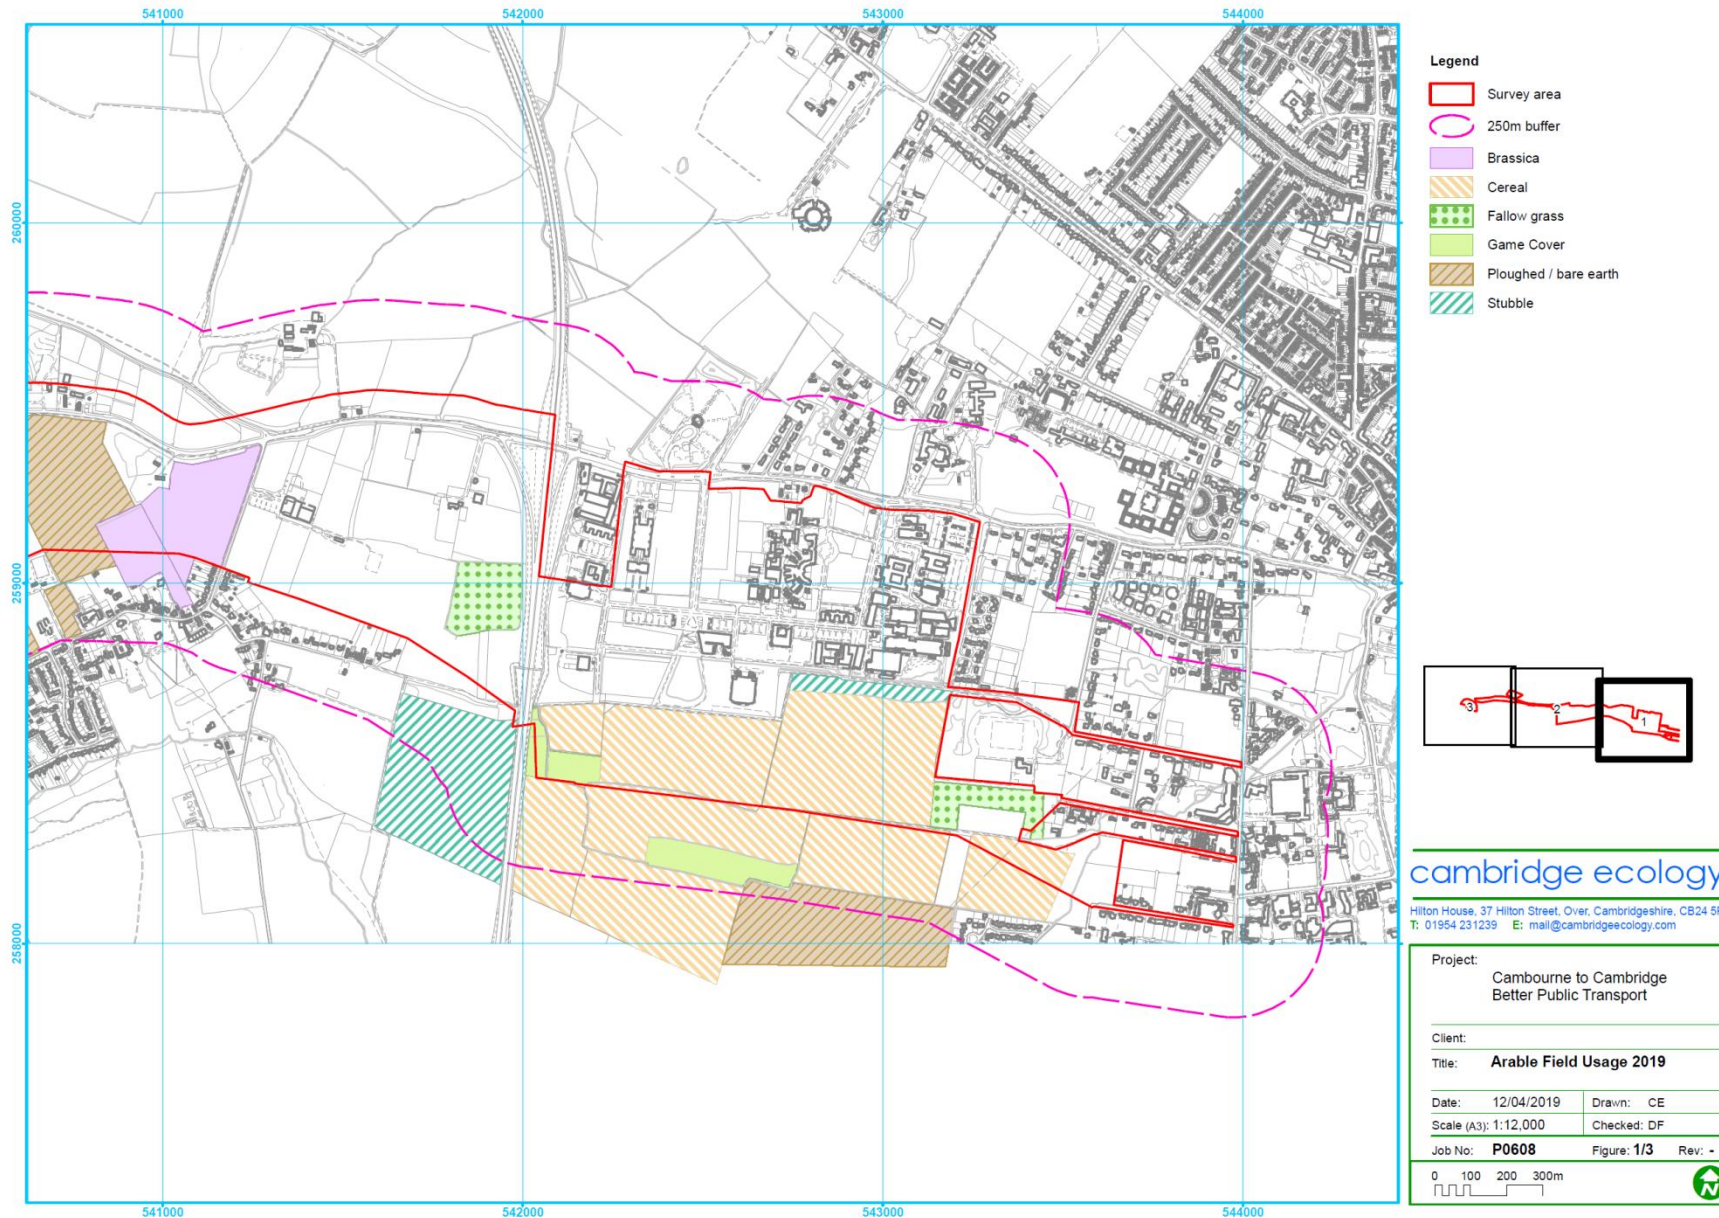 541000
542000
543000
544000
260000
259000
258000
541000
542000
543000
544000
Legend
Survey area
250m buffer
Brassica
Cereal
Fallow grass
Game Cover
Ploughed / bare earth
Stubble
3
2
1
cambridge ecology
Hilton House, 37 Hilton Street, Over, Cambridgeshire, CB24 5P
T: 01954 231239 E: mail@cambridgeecology.com
Project:
Cambourne to Cambridge
Better Public Transport
Client:
Title: Arable Field Usage 2019
Date: 12/04/2019 Drawn: CE
Scale (A3): 1:12,000 Checked: DF
Job No: P0608 Figure: 1/3 Rev: -
0 100 200 300m
N